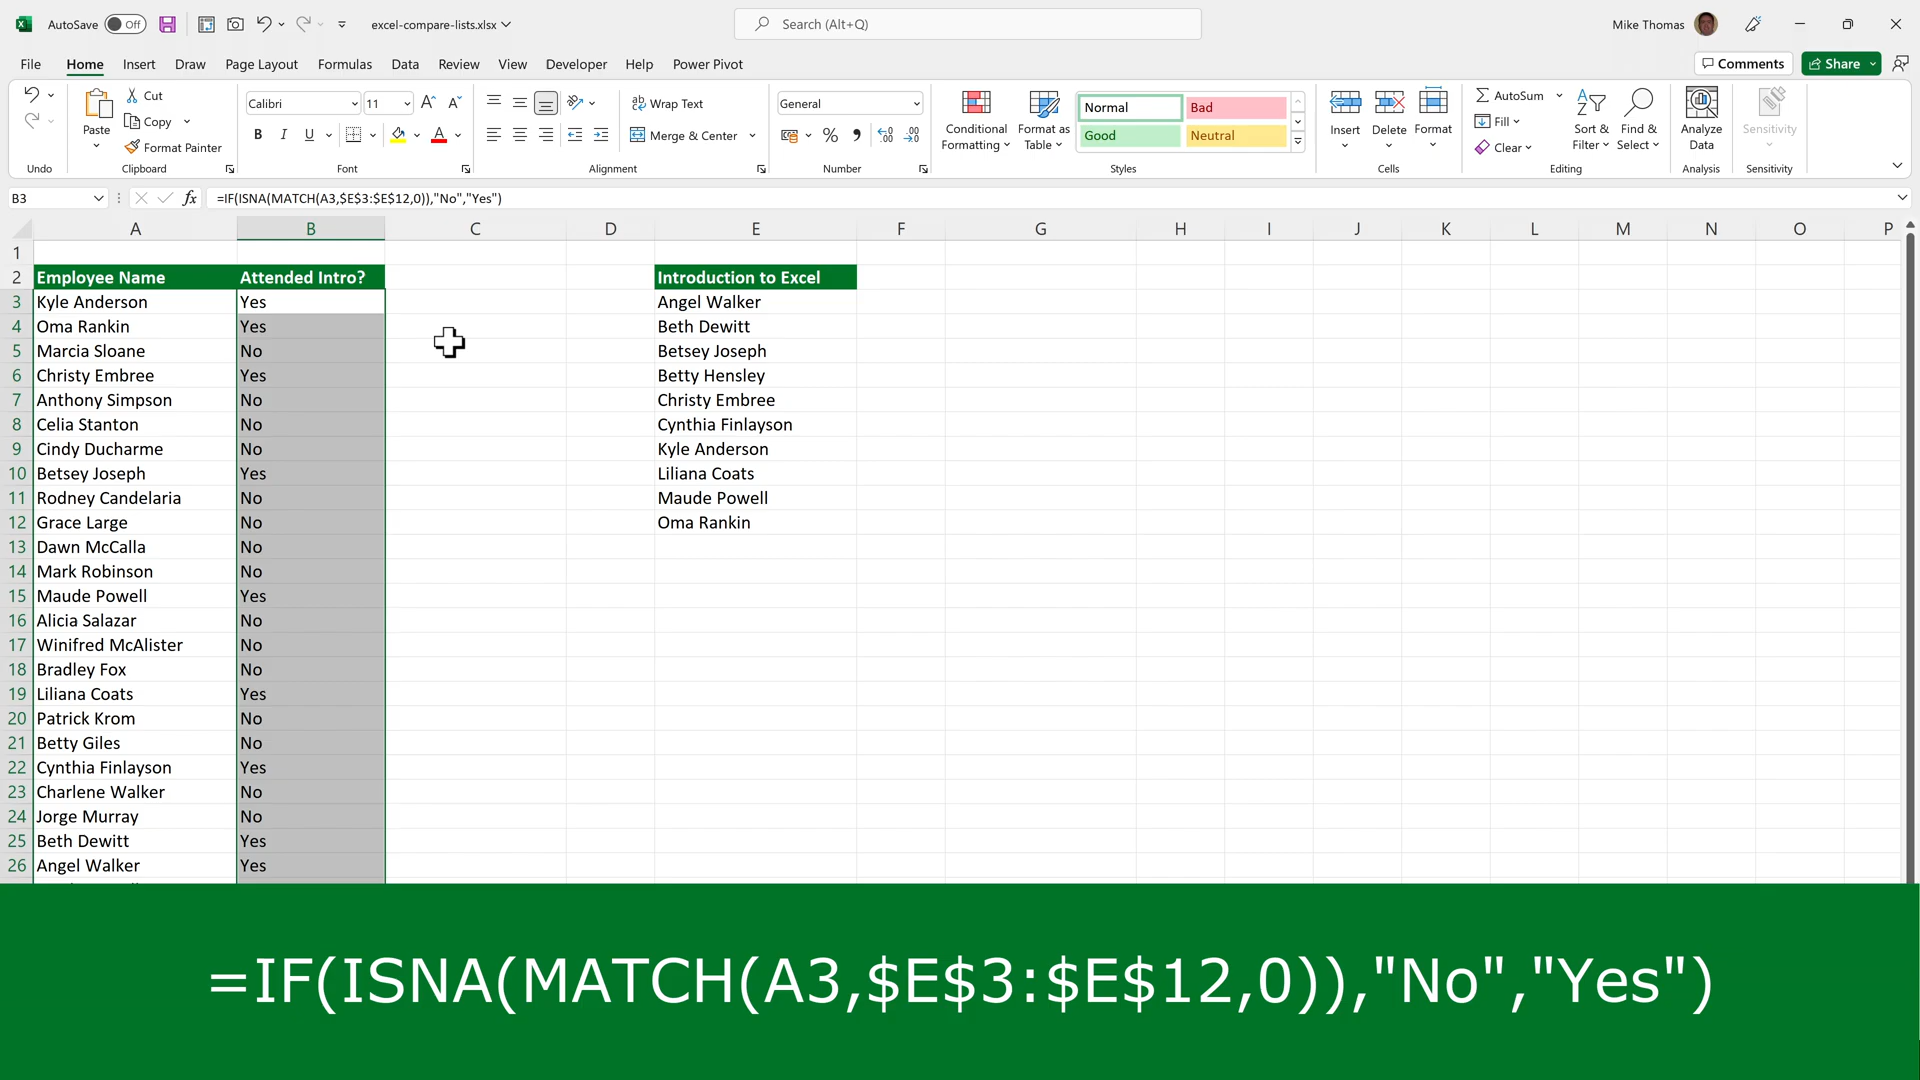 AutoSave Off excel-compare-lists.xlsx Search (Alt+Q) Mike Thomas
File Home Insert Draw Page Layout Formulas Data Review View Developer Help Power Pivot Comments Share
Cut Calibri 11 Wrap Text General Normal Bad AutoSum
Paste Copy Conditional Formatting Format as Table Insert Delete Format Fill Sort & Filter Find & Select Analyze Data Sensitivity
Format Painter B I U A Merge & Center % Good Neutral Clear
Undo Clipboard Font Alignment Number Styles Cells Editing Analysis Sensitivity
B3 fx =IF(ISNA(MATCH(A3,$E$3:$E$12,0)),"No","Yes")
A B C D E F G H I J K L M N O P
1
2 Employee Name Attended Intro? Introduction to Excel
3 Kyle Anderson Yes Angel Walker
4 Oma Rankin Yes Beth Dewitt
5 Marcia Sloane No Betsey Joseph
6 Christy Embree Yes Betty Hensley
7 Anthony Simpson No Christy Embree
8 Celia Stanton No Cynthia Finlayson
9 Cindy Ducharme No Kyle Anderson
10 Betsey Joseph Yes Liliana Coats
11 Rodney Candelaria No Maude Powell
12 Grace Large No Oma Rankin
13 Dawn McCalla No
14 Mark Robinson No
15 Maude Powell Yes
16 Alicia Salazar No
17 Winifred McAlister No
18 Bradley Fox No
19 Liliana Coats Yes
20 Patrick Krom No
21 Betty Giles No
22 Cynthia Finlayson Yes
23 Charlene Walker No
24 Jorge Murray No
25 Beth Dewitt Yes
26 Angel Walker Yes
=IF(ISNA(MATCH(A3,$E$3:$E$12,0)),"No","Yes")